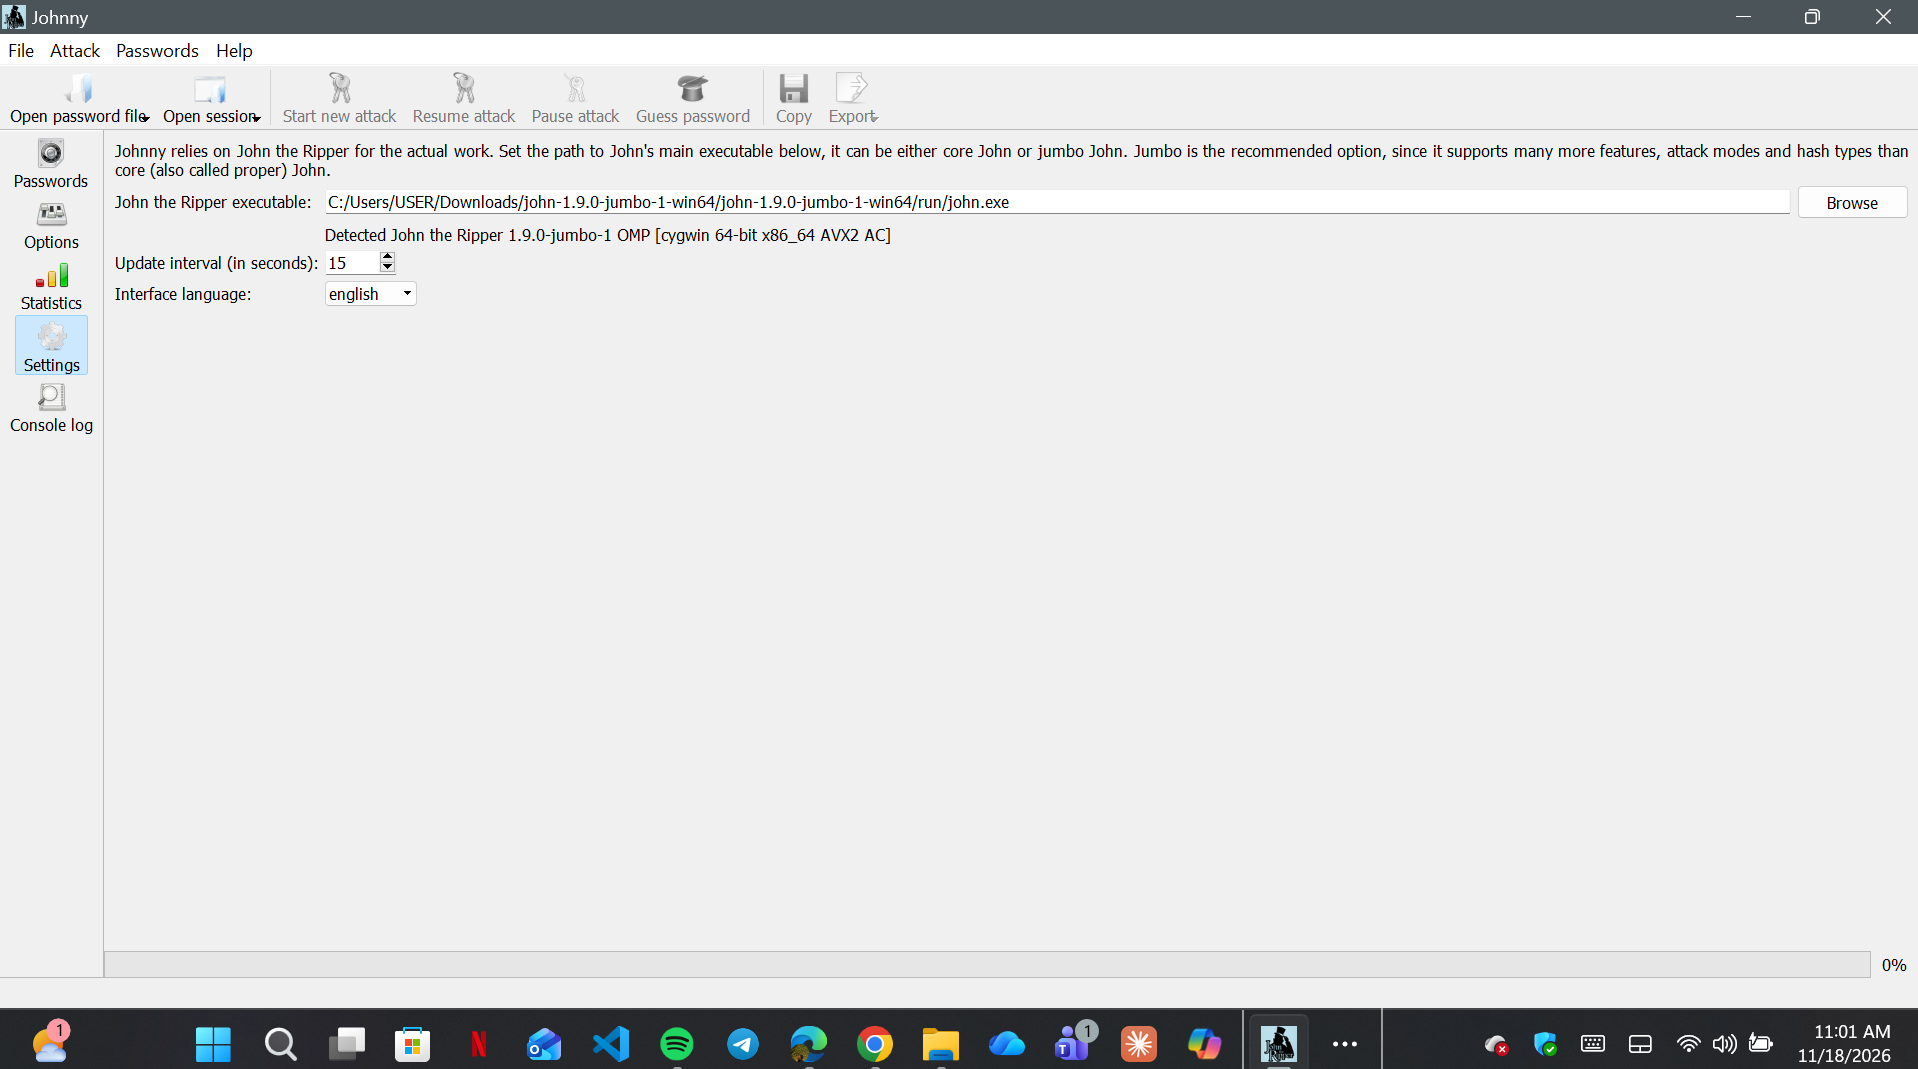 Johnny
File Attack Passwords Help
Open password file Open session Start new attack Resume attack Pause attack Guess password Copy Export
Passwords
Options
Statistics
Settings
Console log
Johnny relies on John the Ripper for the actual work. Set the path to John's main executable below, it can be either core John or jumbo John. Jumbo is the recommended option, since it supports many more features, attack modes and hash types than
core (also called proper) John.
John the Ripper executable: C:/Users/USER/Downloads/john-1.9.0-jumbo-1-win64/john-1.9.0-jumbo-1-win64/run/john.exe Browse
Detected John the Ripper 1.9.0-jumbo-1 OMP [cygwin 64-bit x86_64 AVX2 AC]
Update interval (in seconds): 15
Interface language: english
0%
1
1
John the Ripper
11:01 AM
11/18/2026